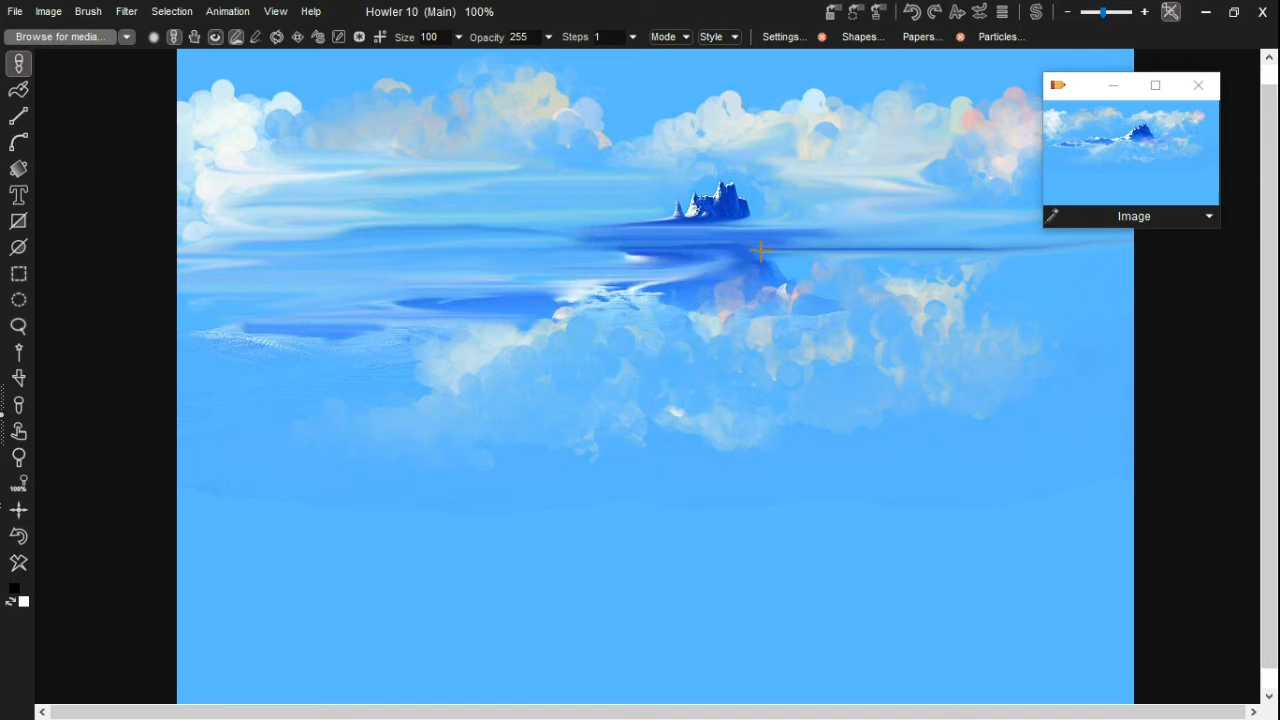 File Image Brush Filter Selection Animation View Help Howler 10 (Main) 100%
Browse for media... Size 100 Opacity 255 Steps 1 Mode Style Settings... Shapes... Papers... Particles...
Image
100%